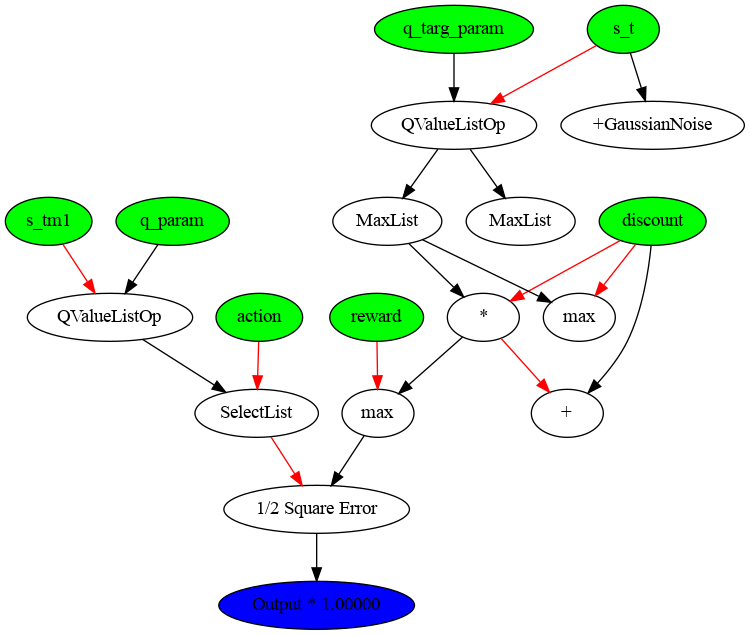 q_targ_param
s_t
QValueListOp
+GaussianNoise
s_tm1
q_param
MaxList
MaxList
discount
QValueListOp
action
reward
*
max
SelectList
max
+
1/2 Square Error
Output * 1.00000